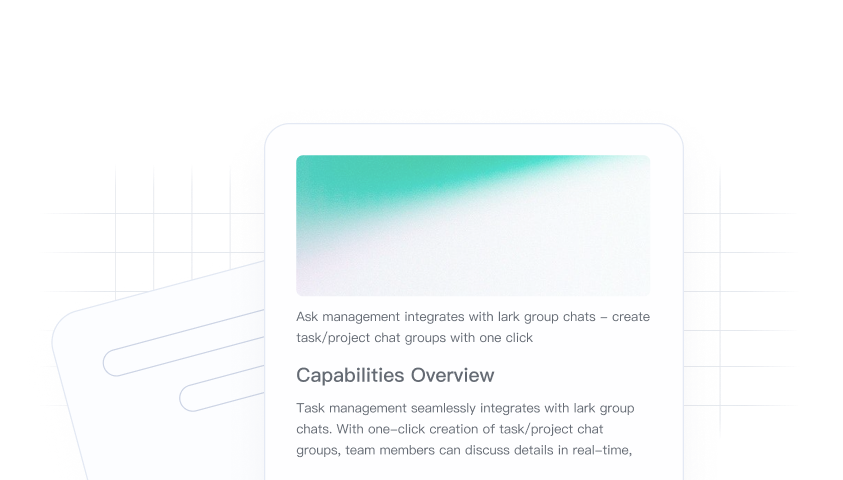 Ask management integrates with lark group chats – create
task/project chat groups with one click
Capabilities Overview
Task management seamlessly integrates with lark group
chats. With one–click creation of task/project chat
groups, team members can discuss details in real–time,